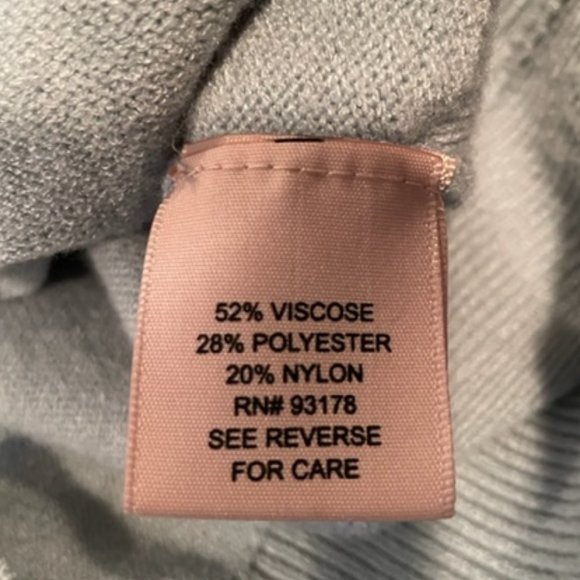 52% VISCOSE
28% POLYESTER
20% NYLON
RN# 93178
SEE REVERSE
FOR CARE